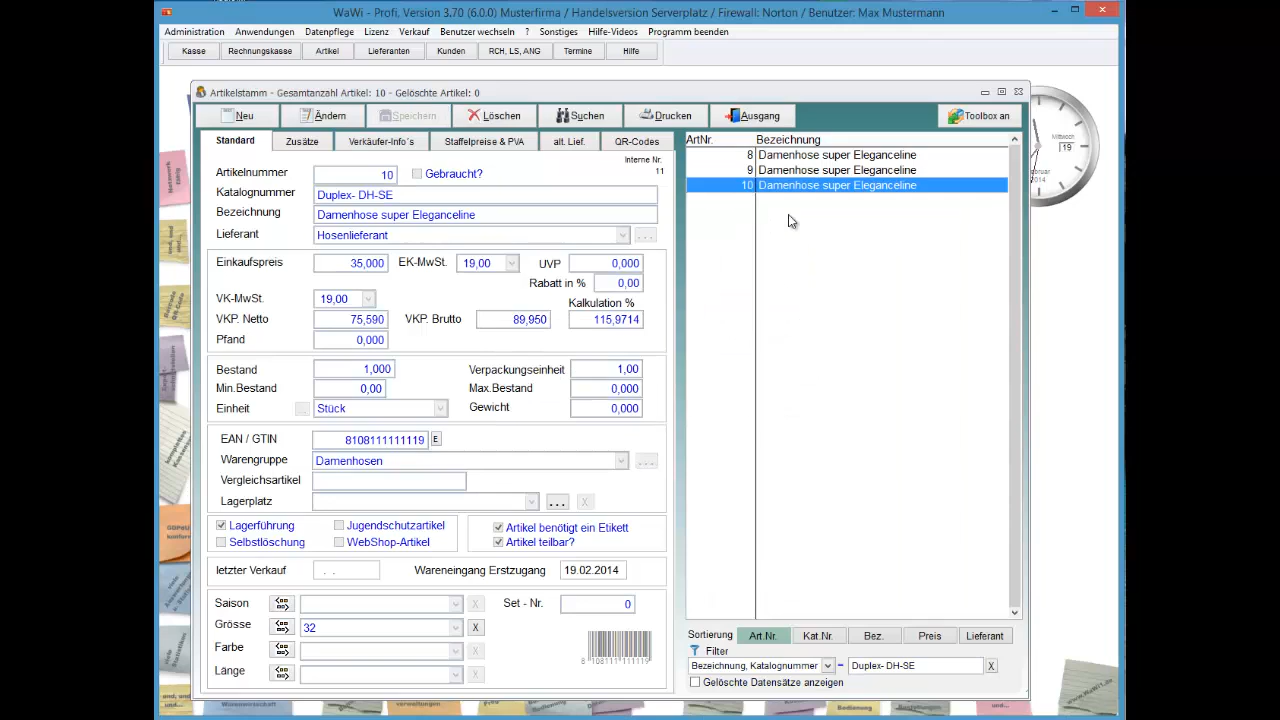 WaWi - Profi, Version 3.70 (6.0.0) Musterfirma / Handelsversion Serverplatz / Firewall: Norton / Benutzer: Max Mustermann
Administration Anwendungen Datenpflege Lizenz Verkauf Benutzer wechseln ? Sonstiges Hilfe-Videos Programm beenden
Kasse Rechnungskasse Artikel Lieferanten Kunden RCH, LS, ANG Termine Hilfe
Artikelstamm - Gesamtanzahl Artikel: 10 - Gelöschte Artikel: 0
Neu Ändern Speichern Löschen Suchen Drucken Ausgang Toolbox an
Standard Zusätze Verkäufer-Info´s Staffelpreise & PVA alt. Lief. QR-Codes
Interne Nr.
11
Artikelnummer 10 Gebraucht?
Katalognummer Duplex- DH-SE
Bezeichnung Damenhose super Eleganceline
Lieferant Hosenlieferant ...
Einkaufspreis 35,000 EK-MwSt. 19,00 UVP 0,000
Rabatt in % 0,00
VK-MwSt. 19,00 Kalkulation %
VKP. Netto 75,590 VKP. Brutto 89,950 115,9714
Pfand 0,000
Bestand 1,000 Verpackungseinheit 1,00
Min.Bestand 0,00 Max.Bestand 0,000
Einheit ... Stück Gewicht 0,000
EAN / GTIN 8108111111119 E
Warengruppe Damenhosen ...
Vergleichsartikel
Lagerplatz ... X
Lagerführung Jugendschutzartikel Artikel benötigt ein Etikett
Selbstlöschung WebShop-Artikel Artikel teilbar?
letzter Verkauf . . Wareneingang Erstzugang 19.02.2014
Saison X Set - Nr. 0
Grösse 32 X
Farbe X
Länge X
8 108111 111119
ArtNr. Bezeichnung
8 Damenhose super Eleganceline
9 Damenhose super Eleganceline
10 Damenhose super Eleganceline
Sortierung Art.Nr. Kat.Nr. Bez. Preis Lieferant
Filter
Bezeichnung, Katalognummer = Duplex- DH-SE X
Gelöschte Datensätze anzeigen
Mittwoch
19
2014